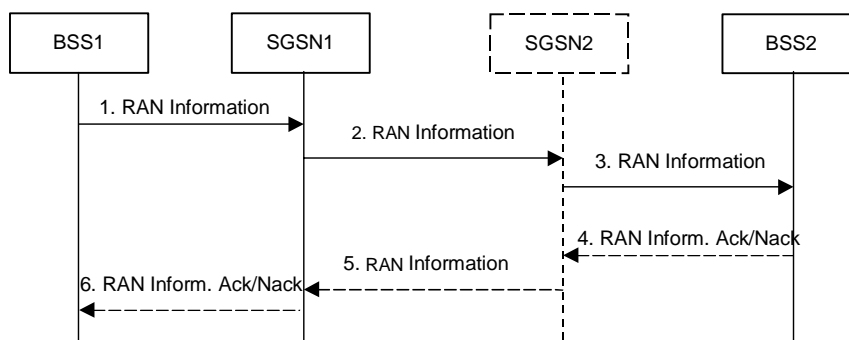 BSS1
SGSN1
SGSN2
BSS2
1. RAN Information
2. RAN Information
3. RAN Information
4. RAN Inform. Ack/Nack
5. RAN Information
6. RAN Inform. Ack/Nack